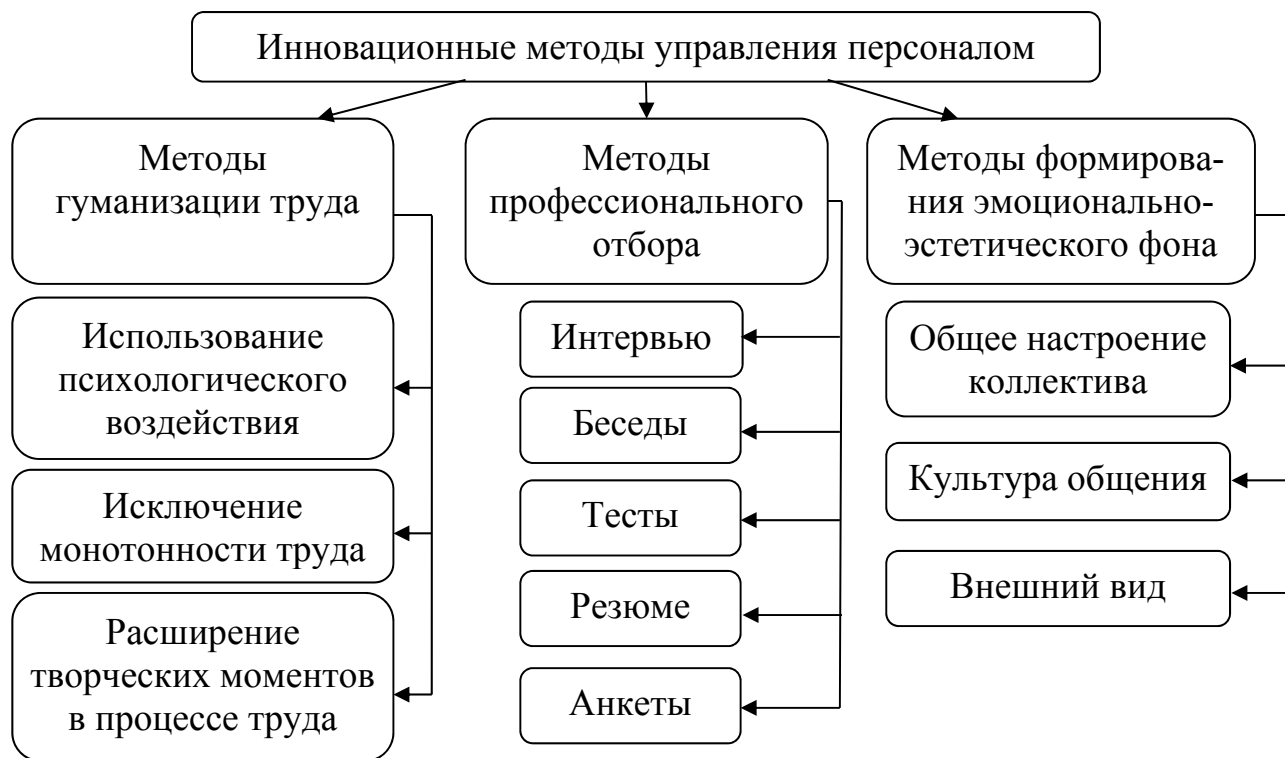 Инновационные методы управления персоналом
Методы
гуманизации труда
Использование
психологического
воздействия
Исключение
монотонности труда
Расширение
творческих моментов
в процессе труда
Методы
профессионального
отбора
Интервью
Беседы
Тесты
Резюме
Анкеты
Методы формирова-
ния эмоционально-
эстетического фона
Общее настроение
коллектива
Культура общения
Внешний вид